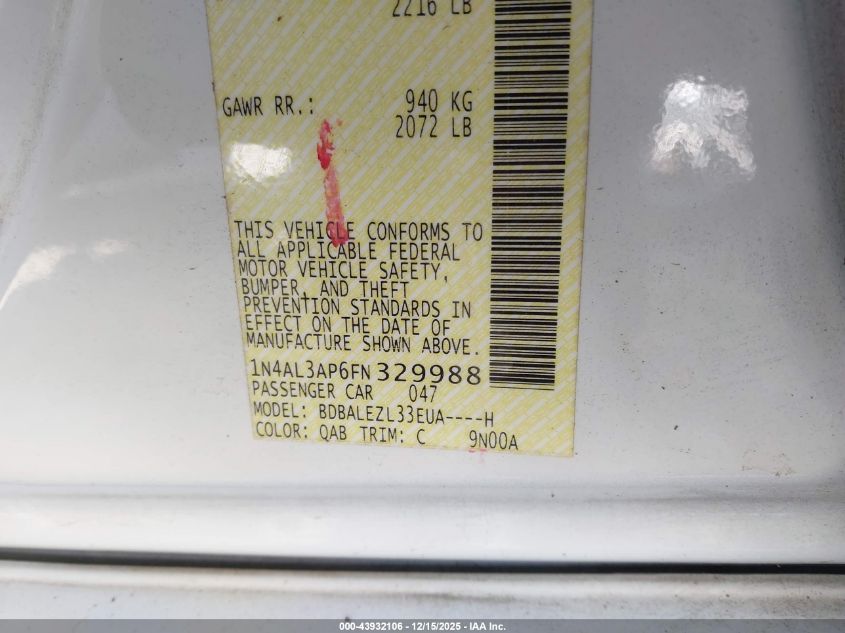 2216 LB
GAWR RR.: 940 KG
2072 LB
THIS VEHICLE CONFORMS TO
ALL APPLICABLE FEDERAL
MOTOR VEHICLE SAFETY,
BUMPER, AND THEFT
PREVENTION STANDARDS IN
EFFECT ON THE DATE OF
MANUFACTURE SHOWN ABOVE.
1N4AL3AP6FN 329988
PASSENGER CAR 047
MODEL: BDBALEZL33EUA----H
COLOR: QAB TRIM: C 9N00A
000-43932106 - 12/15/2025 - IAA Inc.